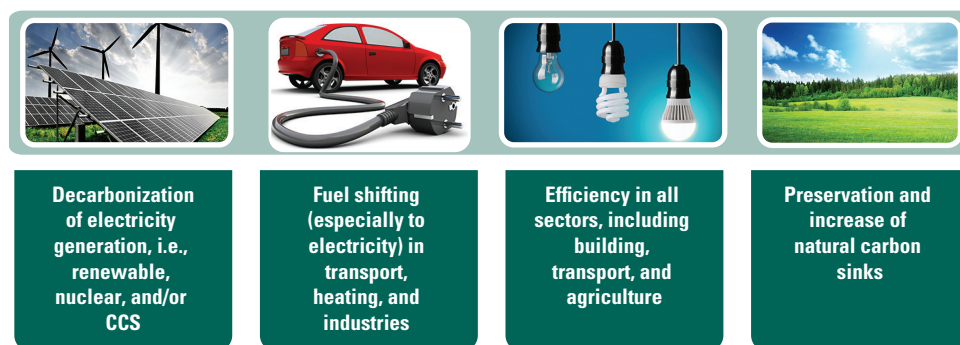 Decarbonization
of electricity
generation, i.e.,
renewable,
nuclear, and/or
CCS
Fuel shifting
(especially to
electricity) in
transport,
heating, and
industries
Efficiency in all
sectors, including
building,
transport, and
agriculture
Preservation and
increase of
natural carbon
sinks